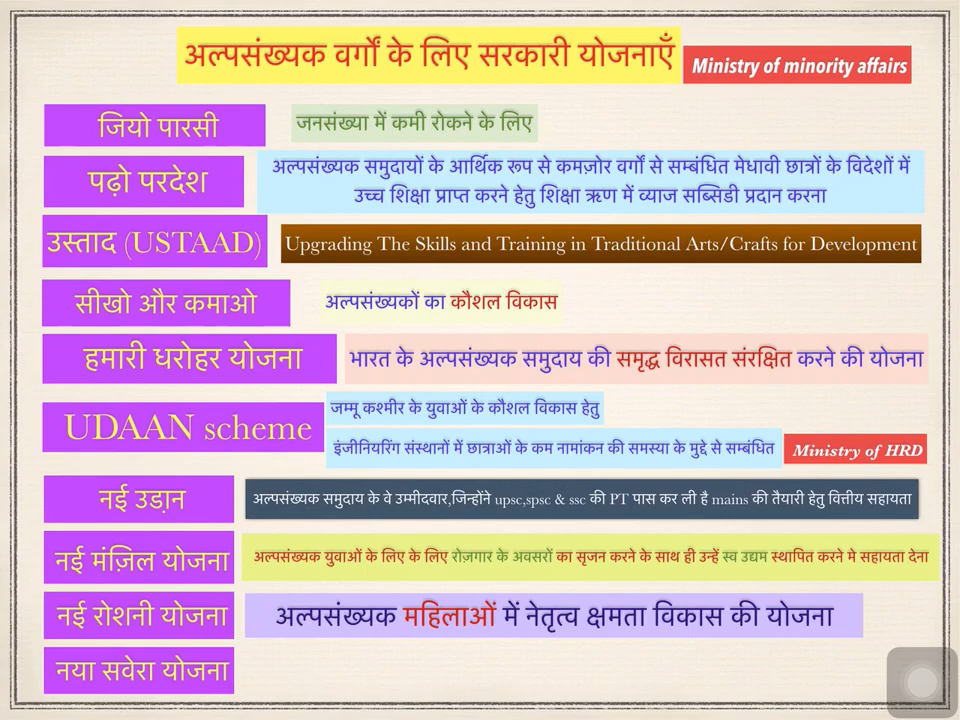 अल्पसंख्यक वर्गों के लिए सरकारी योजनाएँ
Ministry of minority affairs
जियो पारसी
जनसंख्या में कमी रोकने के लिए
पढ़ो परदेश
अल्पसंख्यक समुदायों के आर्थिक रूप से कमज़ोर वर्गों से सम्बंधित मेधावी छात्रों के विदेशों में
उच्च शिक्षा प्राप्त करने हेतु शिक्षा ऋण में व्याज सब्सिडी प्रदान करना
उस्ताद (USTAAD)
Upgrading The Skills and Training in Traditional Arts/Crafts for Development
सीखो और कमाओ
अल्पसंख्यकों का कौशल विकास
हमारी धरोहर योजना
भारत के अल्पसंख्यक समुदाय की समृद्ध विरासत संरक्षित करने की योजना
UDAAN scheme
जम्मू कश्मीर के युवाओं के कौशल विकास हेतु
इंजीनियरिंग संस्थानों में छात्राओं के कम नामांकन की समस्या के मुद्दे से सम्बंधित
Ministry of HRD
नई उडा़न
अल्पसंख्यक समुदाय के वे उम्मीदवार,जिन्होंने upsc,spsc & ssc की PT पास कर ली है mains की तैयारी हेतु वित्तीय सहायता
नई मंज़िल योजना
अल्पसंख्यक युवाओं के लिए के लिए रोज़गार के अवसरों का सृजन करने के साथ ही उन्हें स्व उद्यम स्थापित करने मे सहायता देना
नई रोशनी योजना
अल्पसंख्यक महिलाओं में नेतृत्व क्षमता विकास की योजना
नया सवेरा योजना